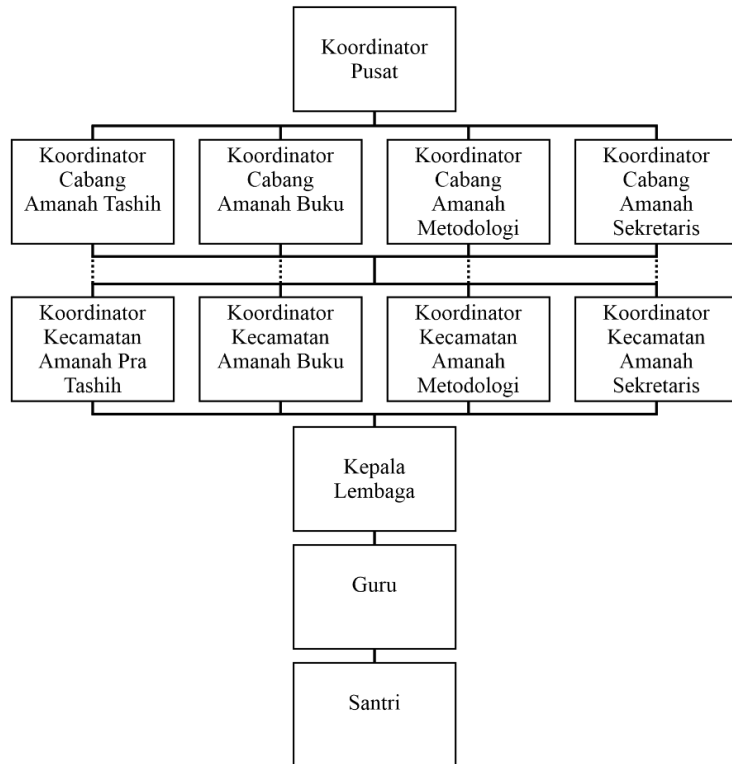 Koordinator
Pusat
Koordinator
Cabang
Amanah Tashih
Koordinator
Cabang
Amanah Buku
Koordinator
Cabang
Amanah
Metodologi
Koordinator
Cabang
Amanah
Sekretaris
Koordinator
Kecamatan
Amanah Pra
Tashih
Koordinator
Kecamatan
Amanah Buku
Koordinator
Kecamatan
Amanah
Metodologi
Koordinator
Kecamatan
Amanah
Sekretaris
Kepala
Lembaga
Guru
Santri